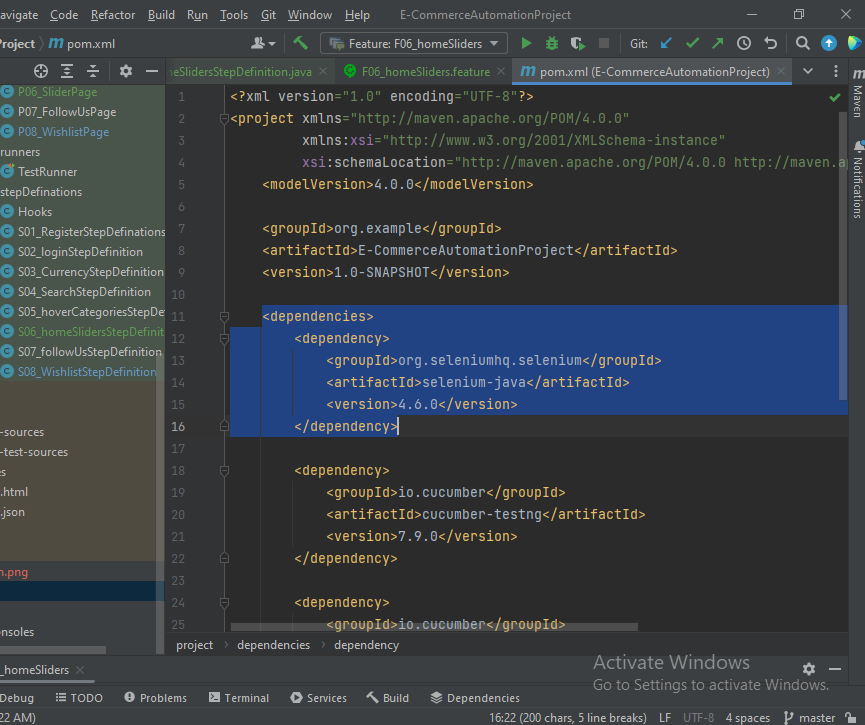 avigate Code Refactor Build Run Tools Git Window Help E-CommerceAutomationProject
Project pom.xml Feature: F06_homeSliders Git:
neSlidersStepDefinition.java F06_homeSliders.feature pom.xml (E-CommerceAutomationProject)
P06_SliderPage
P07_FollowUsPage
P08_WishlistPage
runners
TestRunner
stepDefinations
Hooks
S01_RegisterStepDefinations
S02_loginStepDefinition
S03_CurrencyStepDefinition
S04_SearchStepDefinition
S05_hoverCategoriesStepDe
S06_homeSlidersStepDefinit
S07_followUsStepDefinition
S08_WishlistStepDefinition
-sources
-test-sources
es
.html
.json
n.png
onsoles
1 <?xml version="1.0" encoding="UTF-8"?>
2 <project xmlns="http://maven.apache.org/POM/4.0.0"
3 xmlns:xsi="http://www.w3.org/2001/XMLSchema-instance"
4 xsi:schemaLocation="http://maven.apache.org/POM/4.0.0 http://maven.a
5 <modelVersion>4.0.0</modelVersion>
6
7 <groupId>org.example</groupId>
8 <artifactId>E-CommerceAutomationProject</artifactId>
9 <version>1.0-SNAPSHOT</version>
10
11 <dependencies>
12 <dependency>
13 <groupId>org.seleniumhq.selenium</groupId>
14 <artifactId>selenium-java</artifactId>
15 <version>4.6.0</version>
16 </dependency>
17
18 <dependency>
19 <groupId>io.cucumber</groupId>
20 <artifactId>cucumber-testng</artifactId>
21 <version>7.9.0</version>
22 </dependency>
23
24 <dependency>
25 <groupId>io.cucumber</groupId>
Maven
Notifications
project dependencies dependency
_homeSliders
Activate Windows
Go to Settings to activate Windows.
Debug TODO Problems Terminal Services Build Dependencies
22 AM) 16:22 (200 chars, 5 line breaks) LF UTF-8 4 spaces master